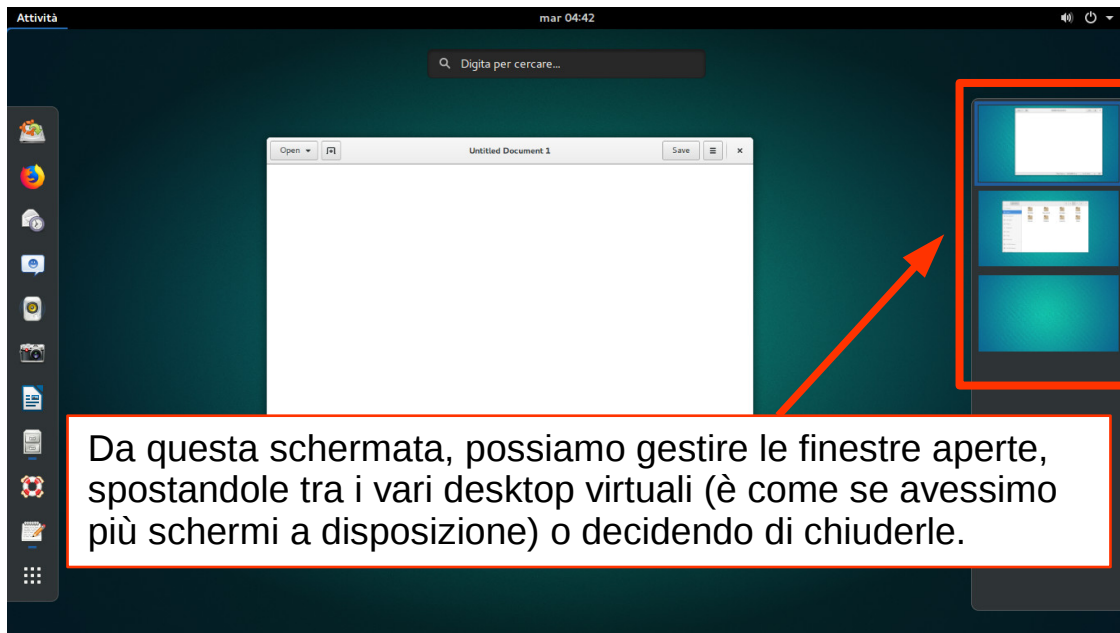 Attività
mar 04:42
Digita per cercare...
Open
Untitled Document 1
Save
Da questa schermata, possiamo gestire le finestre aperte,
spostandole tra i vari desktop virtuali (è come se avessimo
più schermi a disposizione) o decidendo di chiuderle.